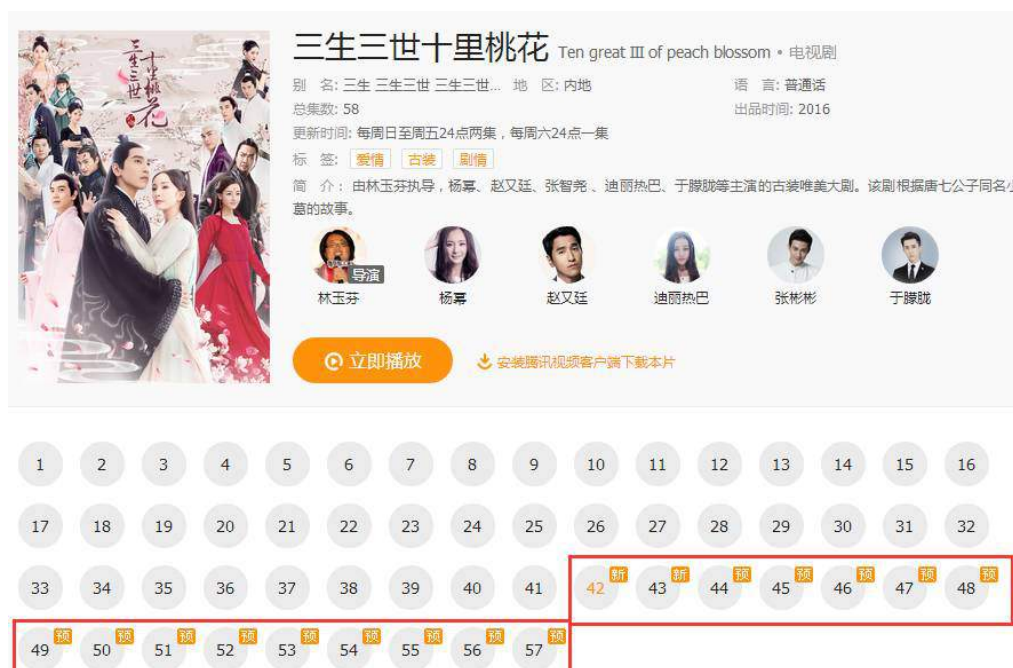 三生三世
十里桃花
三生三世十里桃花 Ten great III of peach blossom • 电视剧
别 名: 三生 三生三世 三生三世... 地 区: 内地 语 言: 普通话
总集数: 58 出品时间: 2016
更新时间: 每周日至周五24点两集，每周六24点一集
标 签: 爱情 古装 剧情
简 介： 由林玉芬执导，杨幂、赵又廷、张智尧 、迪丽热巴、于朦胧等主演的古装唯美大剧。该剧根据唐七公子同名小
墓的故事。
导演
林玉芬 杨幂 赵又廷 迪丽热巴 张彬彬 于朦胧
立即播放 安装腾讯视频客户端下载本片
1 2 3 4 5 6 7 8 9 10 11 12 13 14 15 16
17 18 19 20 21 22 23 24 25 26 27 28 29 30 31 32
33 34 35 36 37 38 39 40 41 42 新 43 新 44 预 45 预 46 预 47 预 48 预
49 预 50 预 51 预 52 预 53 预 54 预 55 预 56 预 57 预